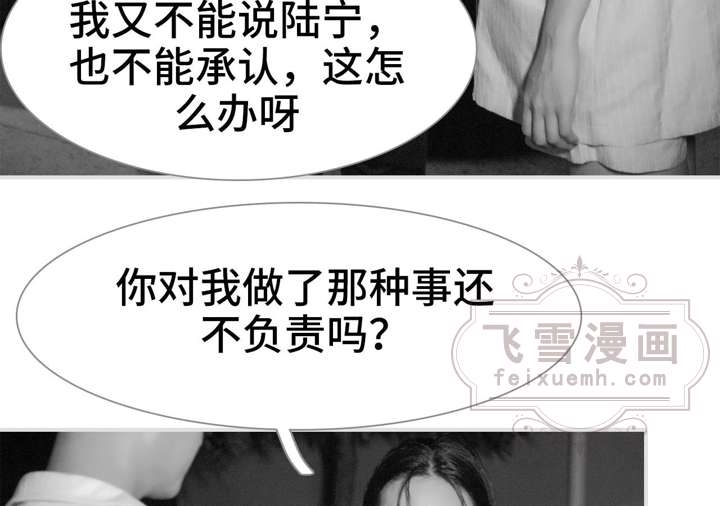 我又不能说陆宁，
也不能承认，这怎
么办呀
你对我做了那种事还
不负责吗？
飞雪漫画
feixuemh.com